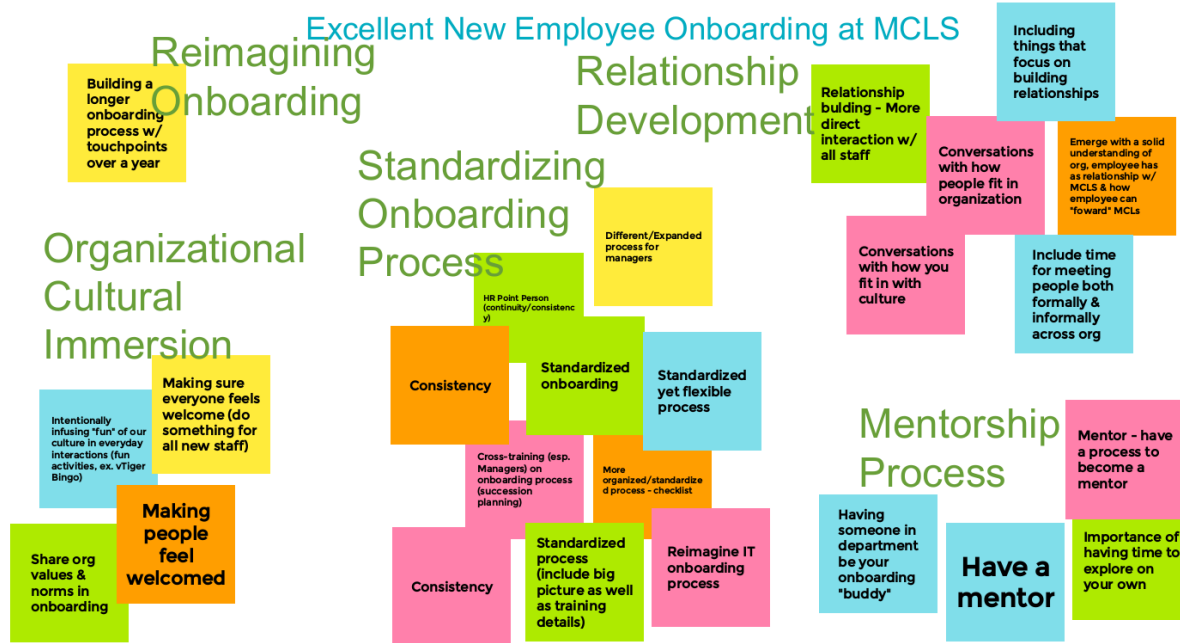 Excellent New Employee Onboarding at MCLS
Reimagining
Onboarding
Building a
longer
onboarding
process w/
touchpoints
over a year
Organizational
Cultural
Immersion
Intentionally
infusing "fun" of our
culture in everyday
interactions (fun
activities, ex. vTiger
Bingo)
Making sure
everyone feels
welcome (do
something for
all new staff)
Making
people
feel
welcomed
Share org
values &
norms in
onboarding
Standardizing
Onboarding
Process
Different/Expanded
process for
managers
HR Point Person
(continuity/consistenc
y)
Consistency
Standardized
onboarding
Standardized
yet flexible
process
Cross-training (esp.
Managers) on
onboarding process
(succession
planning)
More
organized/standardize
d process - checklist
Consistency
Standardized
process
(include big
picture as well
as training
details)
Reimagine IT
onboarding
process
Relationship
Development
Relationship
bulding - More
direct
interaction w/
all staff
Including
things that
focus on
building
relationships
Conversations
with how
people fit in
organization
Emerge with a solid
understanding of
org, employee has
as relationship w/
MCLS & how
employee can
"foward" MCLs
Conversations
with how you
fit in with
culture
Include time
for meeting
people both
formally &
informally
across org
Mentorship
Process
Mentor - have
a process to
become a
mentor
Having
someone in
department
be your
onboarding
"buddy"
Have a
mentor
Importance of
having time to
explore on
your own